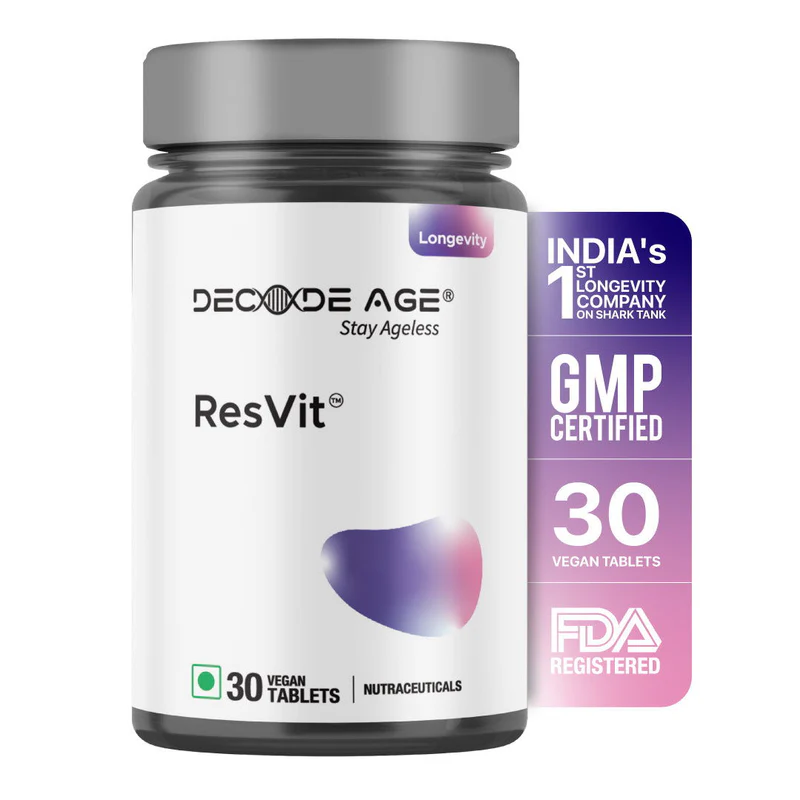 Longevity
DECODE AGE®
Stay Ageless
ResVit™
30 VEGAN TABLETS | NUTRACEUTICALS
INDIA's
1ST LONGEVITY
COMPANY
ON SHARK TANK
GMP
CERTIFIED
30
VEGAN TABLETS
FDA
REGISTERED